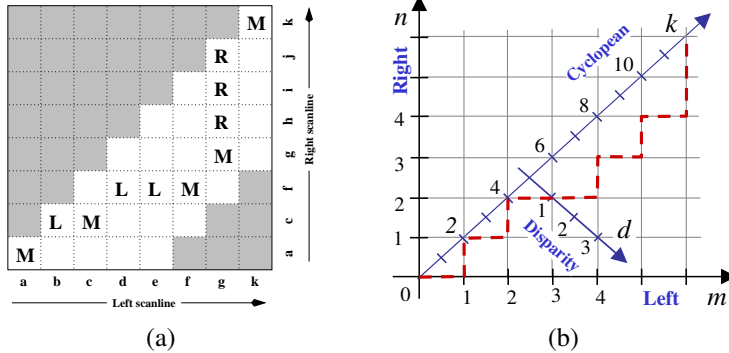 M
R
R
M
L L M
L M
M
a b c d e f g k
Left scanline
k
j
i
h
g
f
c
a
Right scanline
(a)
n
Right
4
3
2
1
0
1 2 3 4
Left
m
k
Cyclopean
10
8
6
4
2
1
2
3
d
Disparity
(b)